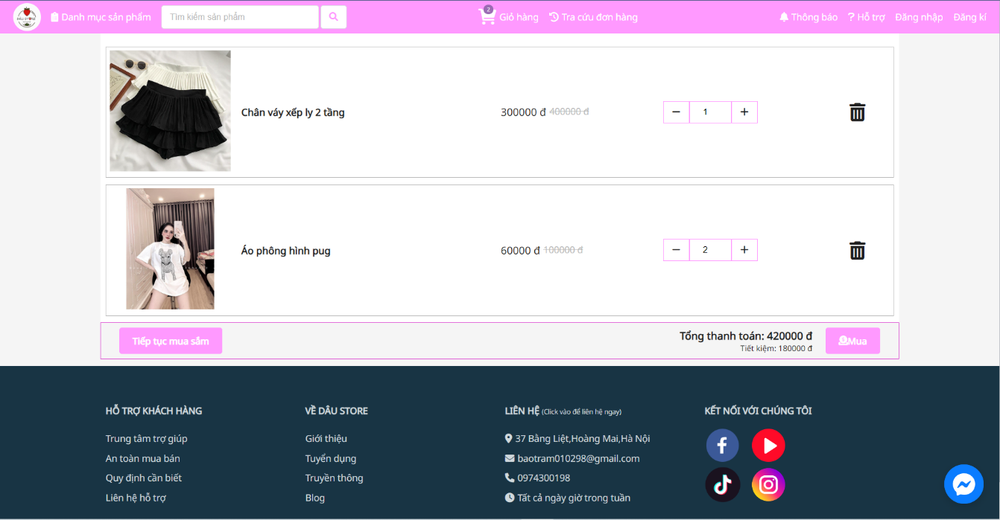 DÂU STORE
Danh mục sản phẩm
Tìm kiếm sản phẩm
2
Giỏ hàng
Tra cứu đơn hàng
Thông báo
? Hỗ trợ
Đăng nhập
Đăng kí
Chân váy xếp ly 2 tầng
300000 đ 400000 đ
− 1 +
Áo phông hình pug
60000 đ 100000 đ
− 2 +
Tiếp tục mua sắm
Tổng thanh toán: 420000 đ
Tiết kiệm: 180000 đ
Mua
HỖ TRỢ KHÁCH HÀNG
Trung tâm trợ giúp
An toàn mua bán
Quy định cần biết
Liên hệ hỗ trợ
VỀ DÂU STORE
Giới thiệu
Tuyển dụng
Truyền thông
Blog
LIÊN HỆ (Click vào để liên hệ ngay)
37 Bằng Liệt,Hoàng Mai,Hà Nội
baotram010298@gmail.com
0974300198
Tất cả ngày giờ trong tuần
KẾT NỐI VỚI CHÚNG TÔI